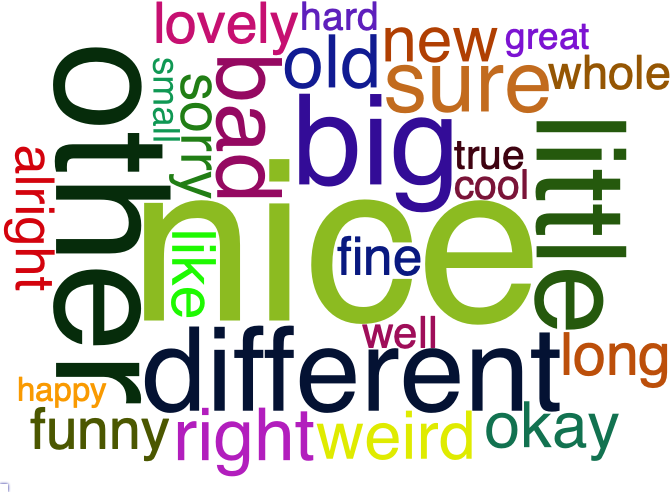 lovely
hard
new
great
old
sure
whole
small
sorry
bad
big
true
cool
little
other
alright
nice
like
fine
well
different
long
happy
funny
right
weird
okay